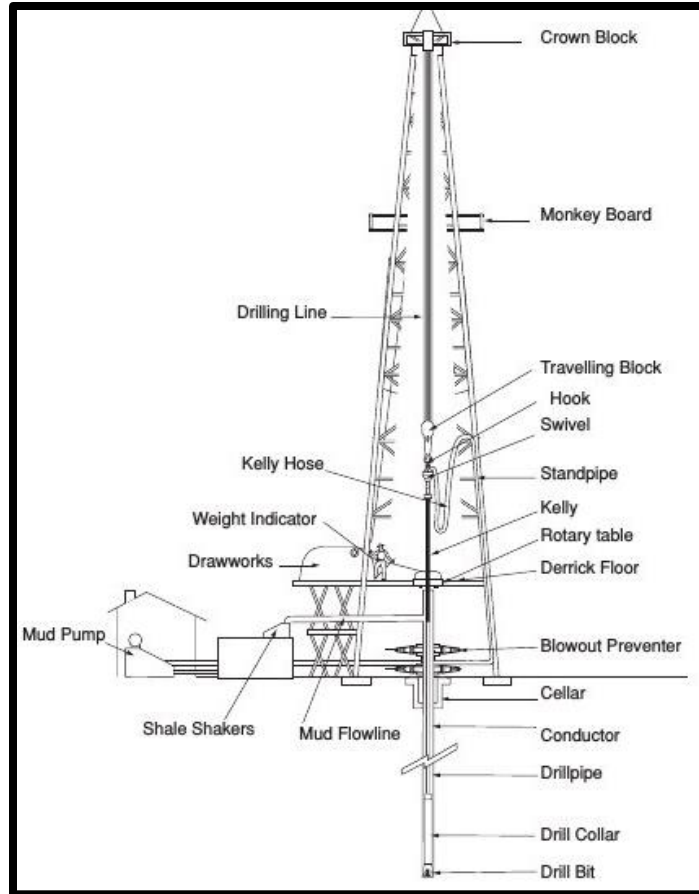 Crown Block
Monkey Board
Drilling Line
Travelling Block
Hook
Swivel
Kelly Hose
Standpipe
Kelly
Weight Indicator
Rotary table
Drawworks
Derrick Floor
Mud Pump
Blowout Preventer
Cellar
Shale Shakers
Mud Flowline
Conductor
Drillpipe
Drill Collar
Drill Bit